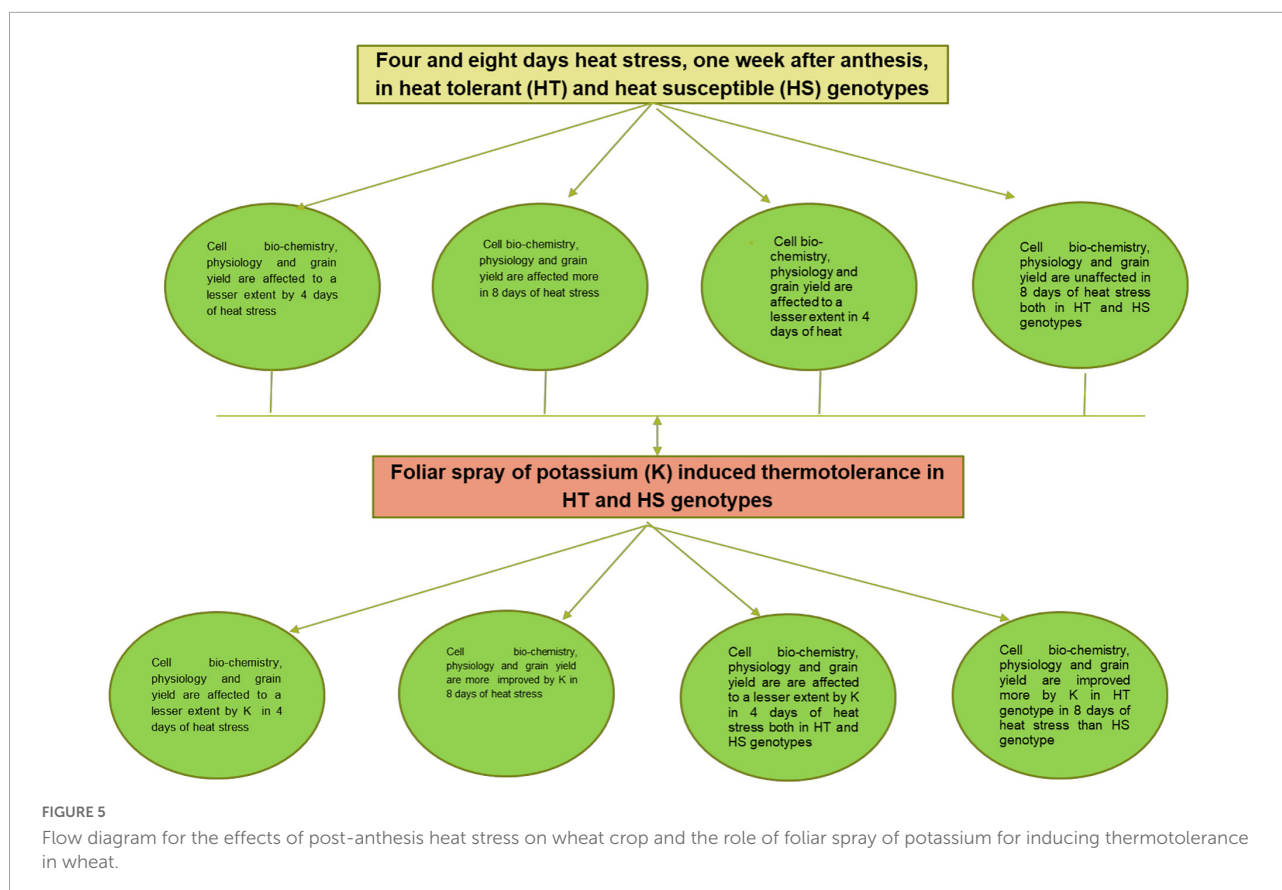 Four and eight days heat stress, one week after anthesis,
in heat tolerant (HT) and heat susceptible (HS) genotypes
Cell bio-chemistry,
physiology and grain
yield are affected to a
lesser extent by 4 days
of heat stress
Cell bio-chemistry,
physiology and grain
yield are affected more
in 8 days of heat stress
Cell bio-
chemistry,
physiology and
grain yield are
affected to a
lesser extent in 4
days of heat
Cell bio-chemistry,
physiology and grain
yield are unaffected in
8 days of heat stress
both in HT and HS
genotypes
Foliar spray of potassium (K) induced thermotolerance in
HT and HS genotypes
Cell bio-chemistry,
physiology and grain
yield are affected to a
lesser extent by K in 4
days of heat stress
Cell bio-chemistry,
physiology and grain yield
are more improved by K in
8 days of heat stress
Cell bio-chemistry,
physiology and grain
yield are are affected
to a lesser extent by K
in 4 days of heat
stress both in HT and
HS genotypes
Cell bio-chemistry,
physiology and grain
yield are improved
more by K in HT
genotype in 8 days of
heat stress than HS
genotype
FIGURE 5
Flow diagram for the effects of post-anthesis heat stress on wheat crop and the role of foliar spray of potassium for inducing thermotolerance
in wheat.